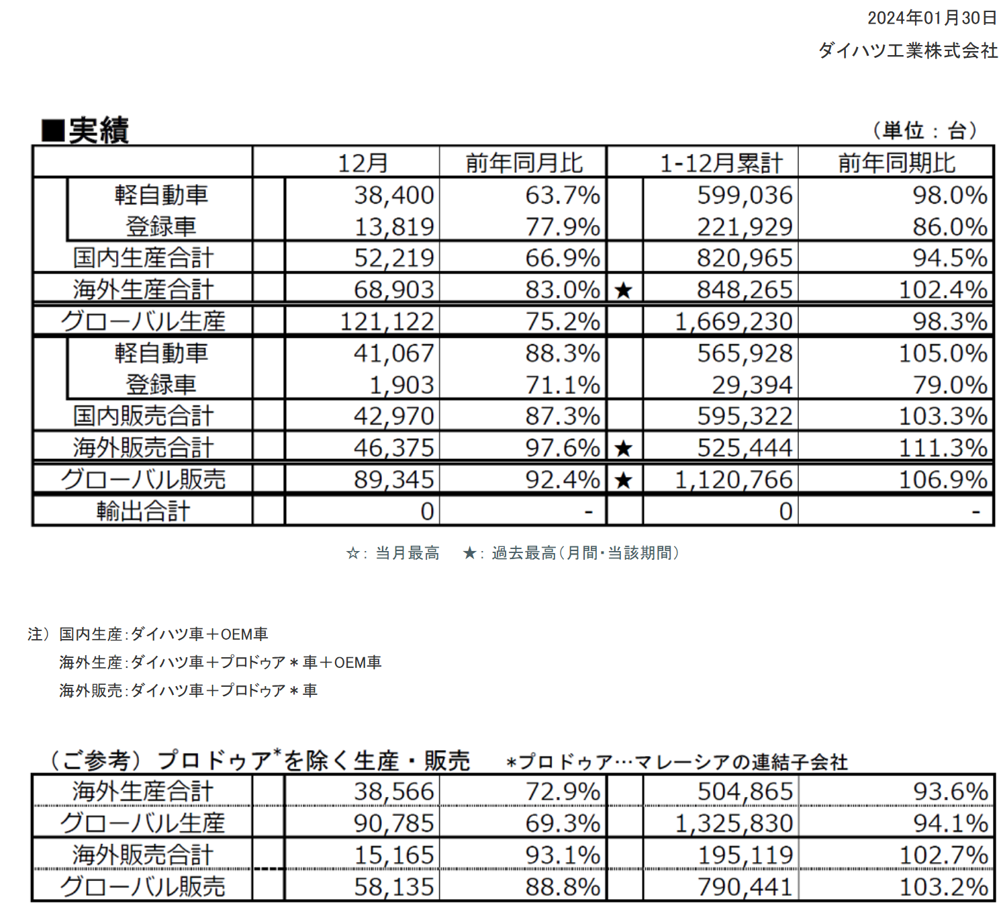 2024年01月30日
ダイハツ工業株式会社
■実績 （単位：台）
12月 前年同月比 1-12月累計 前年同期比
軽自動車 38,400 63.7% 599,036 98.0%
登録車 13,819 77.9% 221,929 86.0%
国内生産合計 52,219 66.9% 820,965 94.5%
海外生産合計 68,903 83.0% ★ 848,265 102.4%
グローバル生産 121,122 75.2% 1,669,230 98.3%
軽自動車 41,067 88.3% 565,928 105.0%
登録車 1,903 71.1% 29,394 79.0%
国内販売合計 42,970 87.3% 595,322 103.3%
海外販売合計 46,375 97.6% ★ 525,444 111.3%
グローバル販売 89,345 92.4% ★ 1,120,766 106.9%
輸出合計 0 - 0 -
☆：当月最高 ★：過去最高（月間・当該期間）
注） 国内生産：ダイハツ車＋OEM車
海外生産：ダイハツ車＋プロドゥア＊車＋OEM車
海外販売：ダイハツ車＋プロドゥア＊車
（ご参考）プロドゥア*を除く生産・販売 *プロドゥア…マレーシアの連結子会社
海外生産合計 38,566 72.9% 504,865 93.6%
グローバル生産 90,785 69.3% 1,325,830 94.1%
海外販売合計 15,165 93.1% 195,119 102.7%
グローバル販売 58,135 88.8% 790,441 103.2%